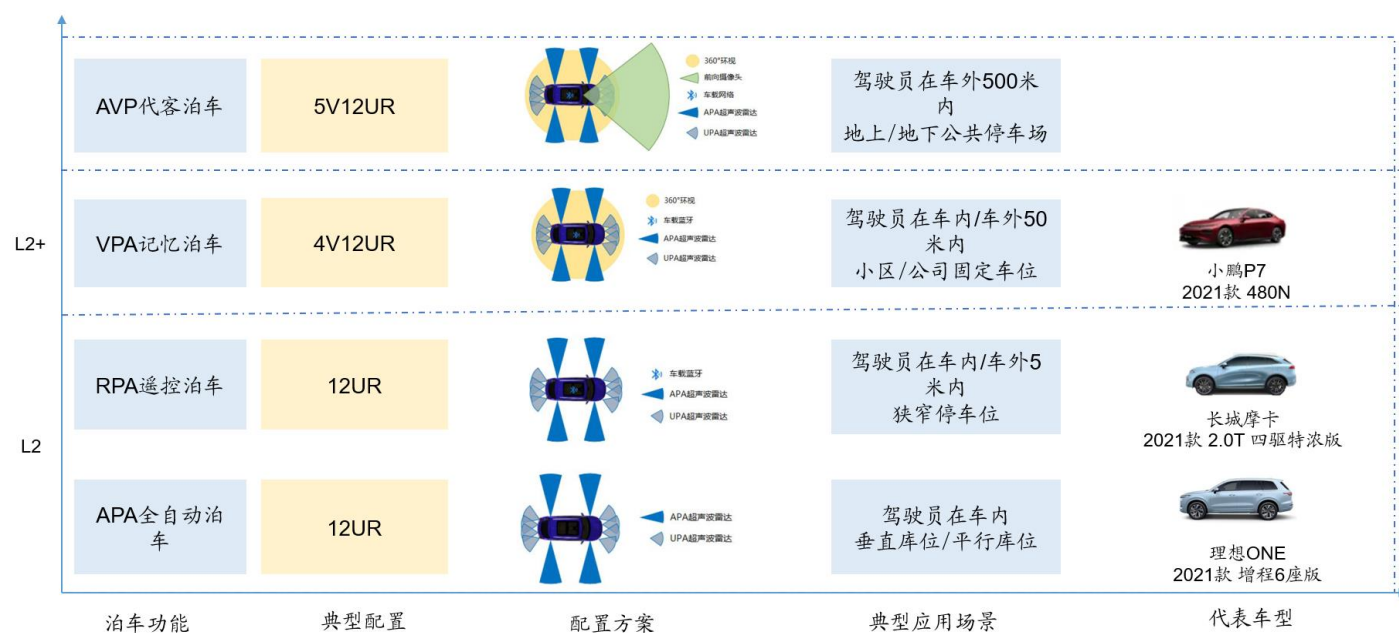 AVP代客泊车
5V12UR
360°环视
前向摄像头
车载网络
APA超声波雷达
UPA超声波雷达
驾驶员在车外500米
内
地上/地下公共停车场
L2+
VPA记忆泊车
4V12UR
360°环视
车载蓝牙
APA超声波雷达
UPA超声波雷达
驾驶员在车内/车外50
米内
小区/公司固定车位
小鹏P7
2021款 480N
L2
RPA遥控泊车
12UR
车载蓝牙
APA超声波雷达
UPA超声波雷达
驾驶员在车内/车外5
米内
狭窄停车位
长城摩卡
2021款 2.0T 四驱特浓版
APA全自动泊
车
12UR
APA超声波雷达
UPA超声波雷达
驾驶员在车内
垂直库位/平行库位
理想ONE
2021款 增程6座版
泊车功能
典型配置
配置方案
典型应用场景
代表车型